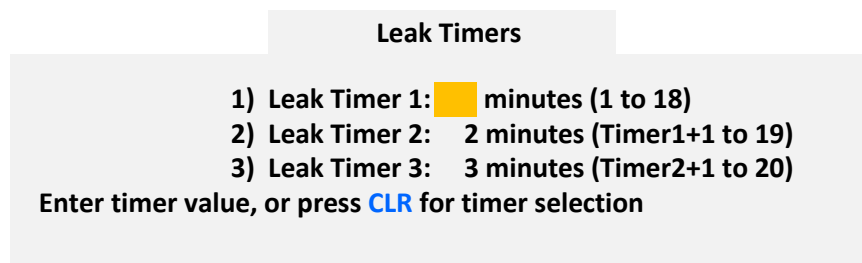 Leak Timers
1) Leak Timer 1: minutes (1 to 18)
2) Leak Timer 2: 2 minutes (Timer1+1 to 19)
3) Leak Timer 3: 3 minutes (Timer2+1 to 20)
Enter timer value, or press CLR for timer selection